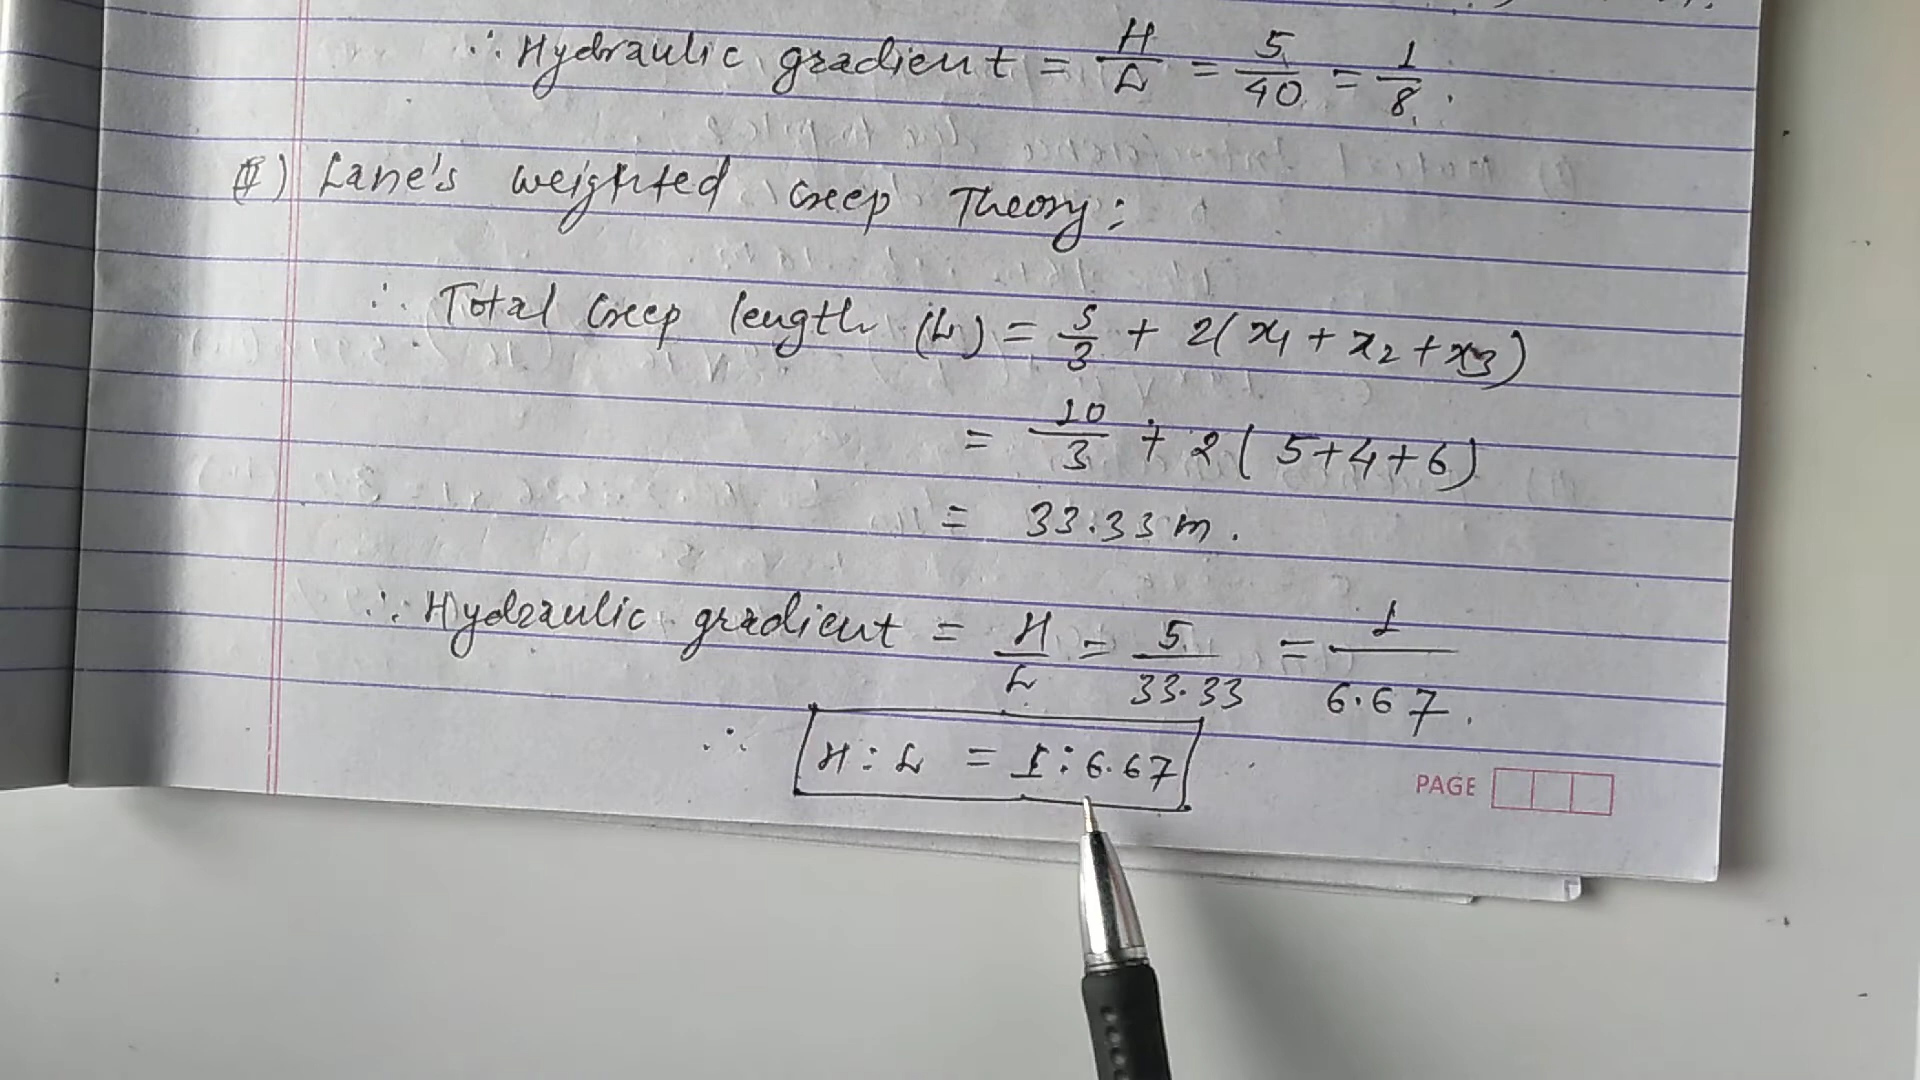 ∴ Hydraulic gradient = H/L = 5/40 = 1/8.
II) Lane's weighted Creep Theory:
∴ Total Creep length (L) = S/3 + 2(x1 + x2 + x3)
= 10/3 + 2(5+4+6)
= 33.33 m.
∴ Hydraulic gradient = H/L = 5/33.33 = 1/6.67.
∴ H : L = 1 : 6.67
PAGE